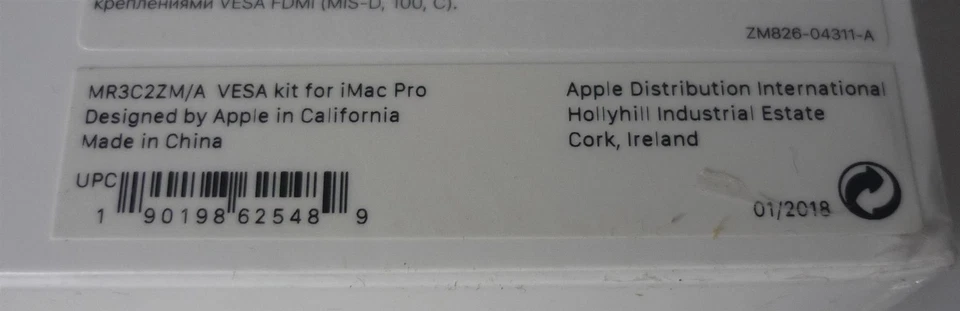 креплениями VESA FDMI (MIS-D, 100, C).
ZM826-04311-A
MR3C2ZM/A VESA kit for iMac Pro
Designed by Apple in California
Made in China
Apple Distribution International
Hollyhill Industrial Estate
Cork, Ireland
UPC
1 90198 62548 9
01/2018